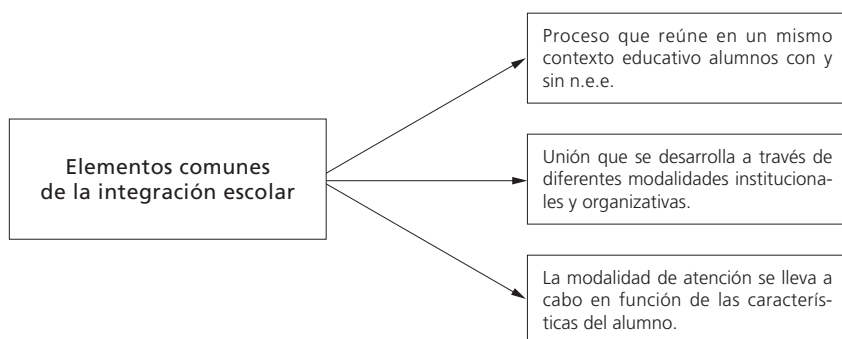 Proceso que reúne en un mismo
contexto educativo alumnos con y
sin n.e.e.
Elementos comunes
de la integración escolar
Unión que se desarrolla a través de
diferentes modalidades instituciona-
les y organizativas.
La modalidad de atención se lleva a
cabo en función de las caracterís-
ticas del alumno.